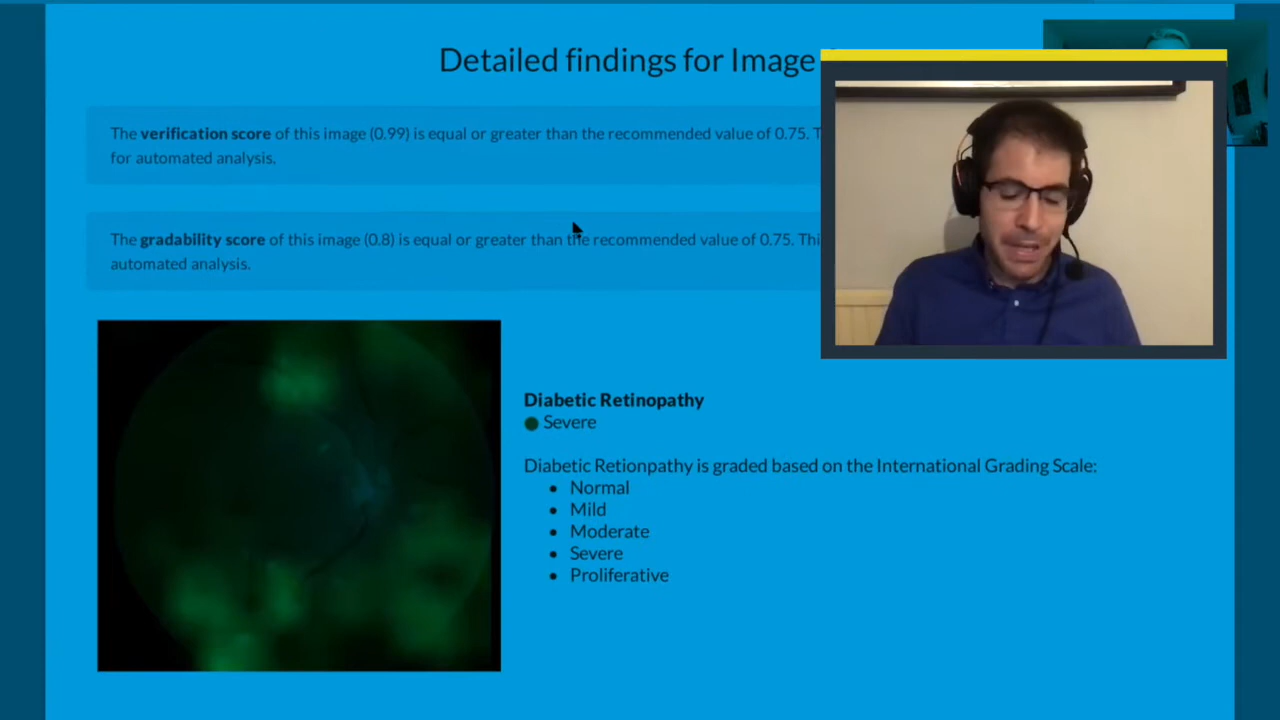 Detailed findings for Image
The verification score of this image (0.99) is equal or greater than the recommended value of 0.75.
for automated analysis.
The gradability score of this image (0.8) is equal or greater than the recommended value of 0.75.
automated analysis.
Diabetic Retinopathy
Severe
Diabetic Retionpathy is graded based on the International Grading Scale:
• Normal
• Mild
• Moderate
• Severe
• Proliferative